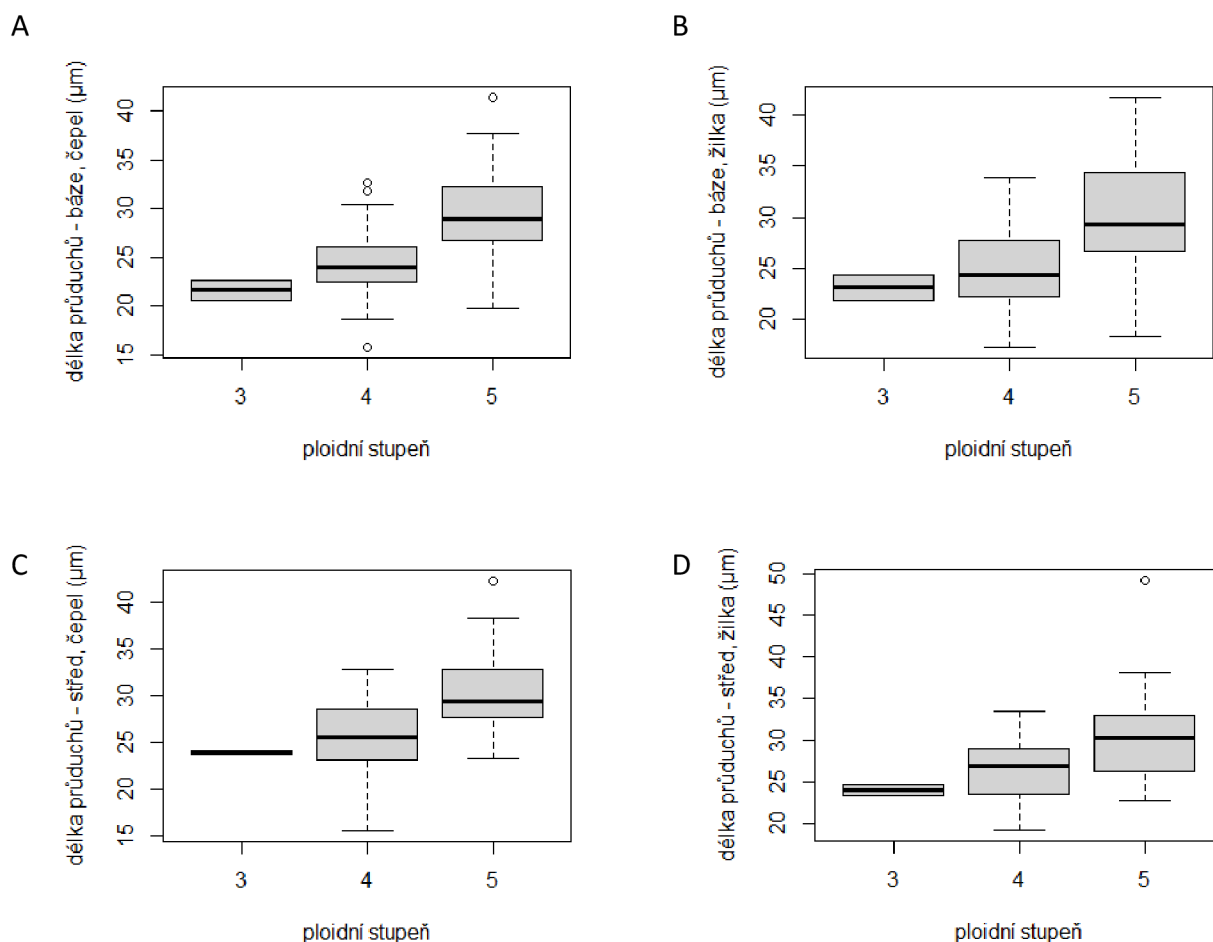 A
délka průduchů - báze, čepel (µm)
40
35
30
25
20
15
3 4 5
ploidní stupeň
B
délka průduchů - báze, žilka (µm)
40
35
30
25
20
3 4 5
ploidní stupeň
C
délka průduchů - střed, čepel (µm)
40
35
30
25
20
15
3 4 5
ploidní stupeň
D
délka průduchů - střed, žilka (µm)
50
45
40
35
30
25
20
3 4 5
ploidní stupeň